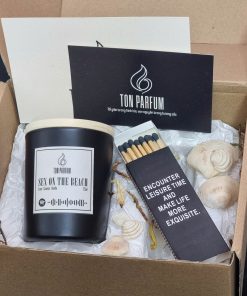 TON PARFUM
TON PARFUM
SEX ON THE BEACH
ENCOUNTER
LEISURE TIME
AND
MAKE LIFE
MORE
EXQUISITE.